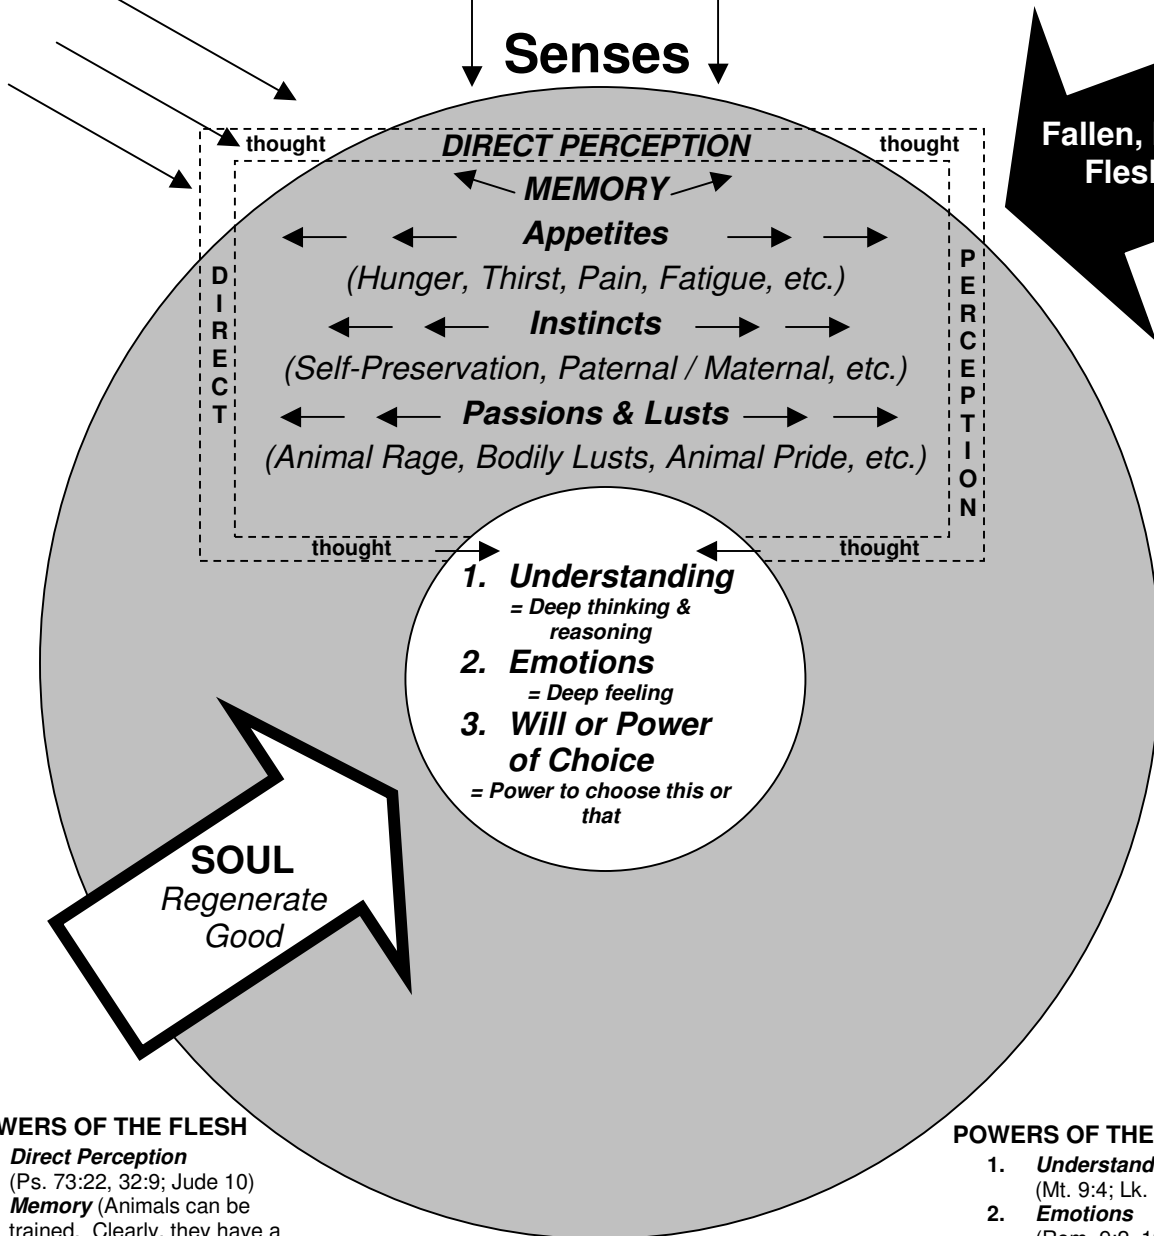 Senses
thought DIRECT PERCEPTION thought
Fallen,
Flesh
MEMORY
Appetites
(Hunger, Thirst, Pain, Fatigue, etc.)
Instincts
(Self-Preservation, Paternal / Maternal, etc.)
Passions & Lusts
(Animal Rage, Bodily Lusts, Animal Pride, etc.)
DIRECT
PERCEPTION
thought thought
1. Understanding
= Deep thinking &
reasoning
2. Emotions
= Deep feeling
3. Will or Power
of Choice
= Power to choose this or
that
SOUL
Regenerate
Good
WERS OF THE FLESH
Direct Perception
(Ps. 73:22, 32:9; Jude 10)
Memory (Animals can be
trained. Clearly, they have a
POWERS OF THE
1. Understand
(Mt. 9:4; Lk.
2. Emotions